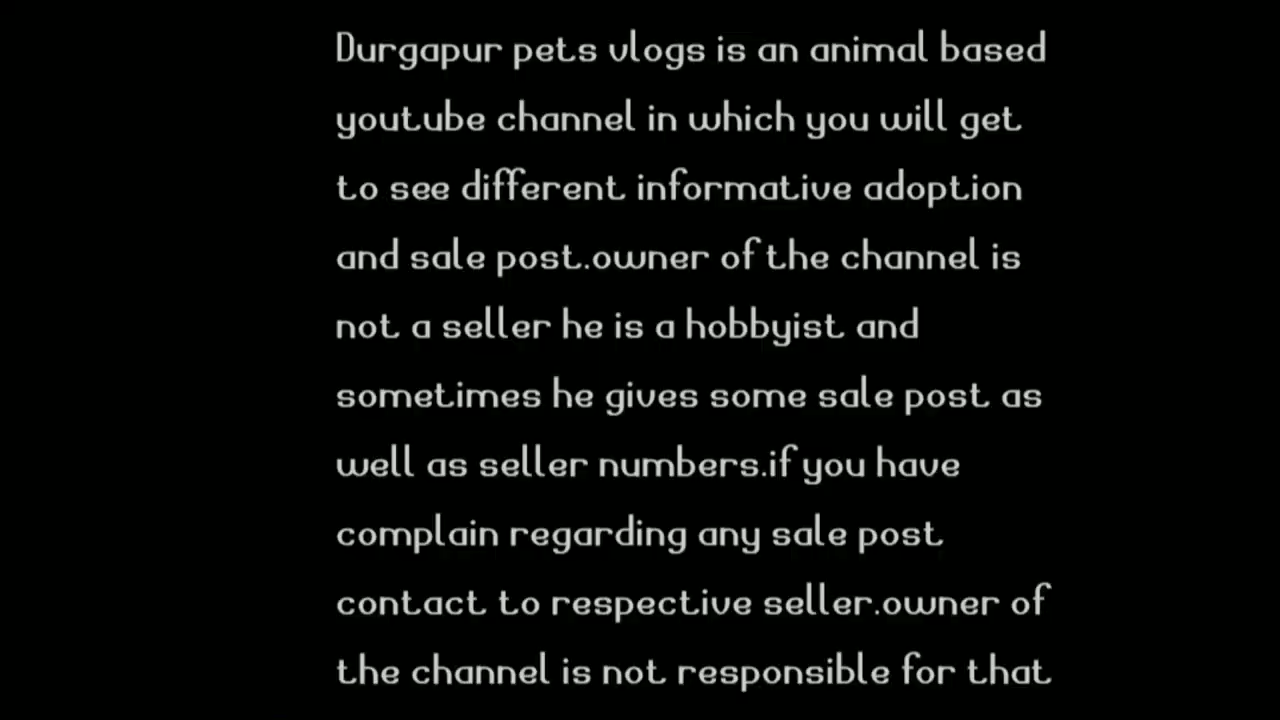 Durgapur pets vlogs is an animal based
youtube channel in which you will get
to see different informative adoption
and sale post.owner of the channel is
not a seller he is a hobbyist and
sometimes he gives some sale post as
well as seller numbers.if you have
complain regarding any sale post
contact to respective seller.owner of
the channel is not responsible for that